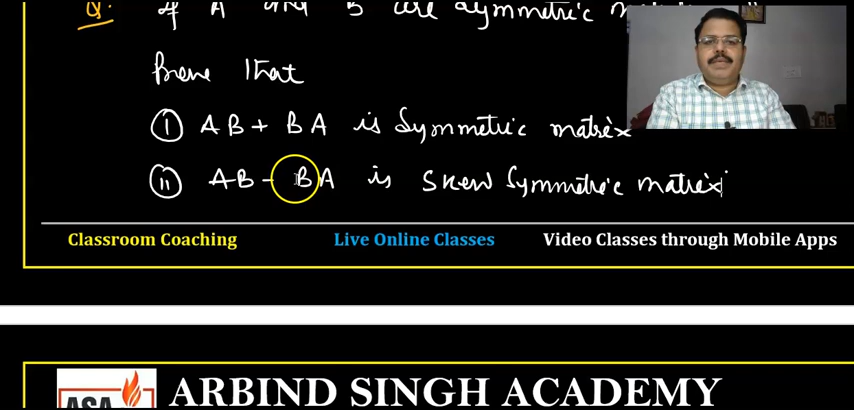 Q. If A and B are Symmetric
Prove that
(i) AB + BA is Symmetric matrix
(ii) AB - BA is Skew Symmetric matrix
Classroom Coaching Live Online Classes Video Classes through Mobile Apps
ASA ARBIND SINGH ACADEMY